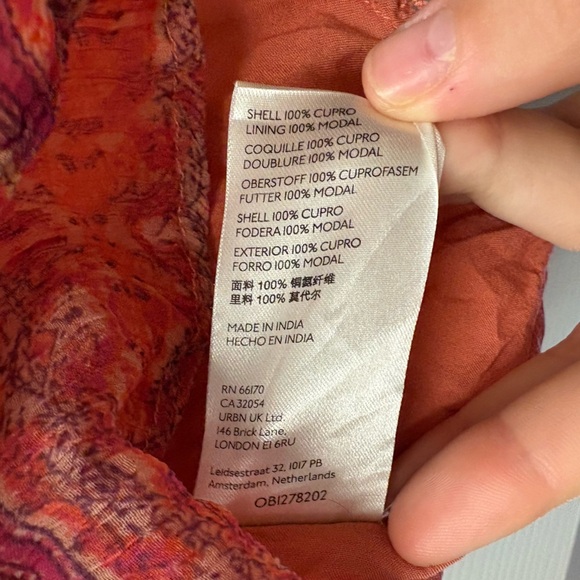 SHELL 100% CUPRO
LINING 100% MODAL
COQUILLE 100% CUPRO
DOUBLURE 100% MODAL
OBERSTOFF 100% CUPROFASEM
FUTTER 100% MODAL
SHELL 100% CUPRO
FODERA 100% MODAL
EXTERIOR 100% CUPRO
FORRO 100% MODAL
面料 100% 铜氨纤维
里料 100% 莫代尔
MADE IN INDIA
HECHO EN INDIA
RN 66170
CA 32054
URBN UK Ltd.
146 Brick Lane,
LONDON E1 6RU
Leidsestraat 32, 1017 PB
Amsterdam, Netherlands
OB1278202